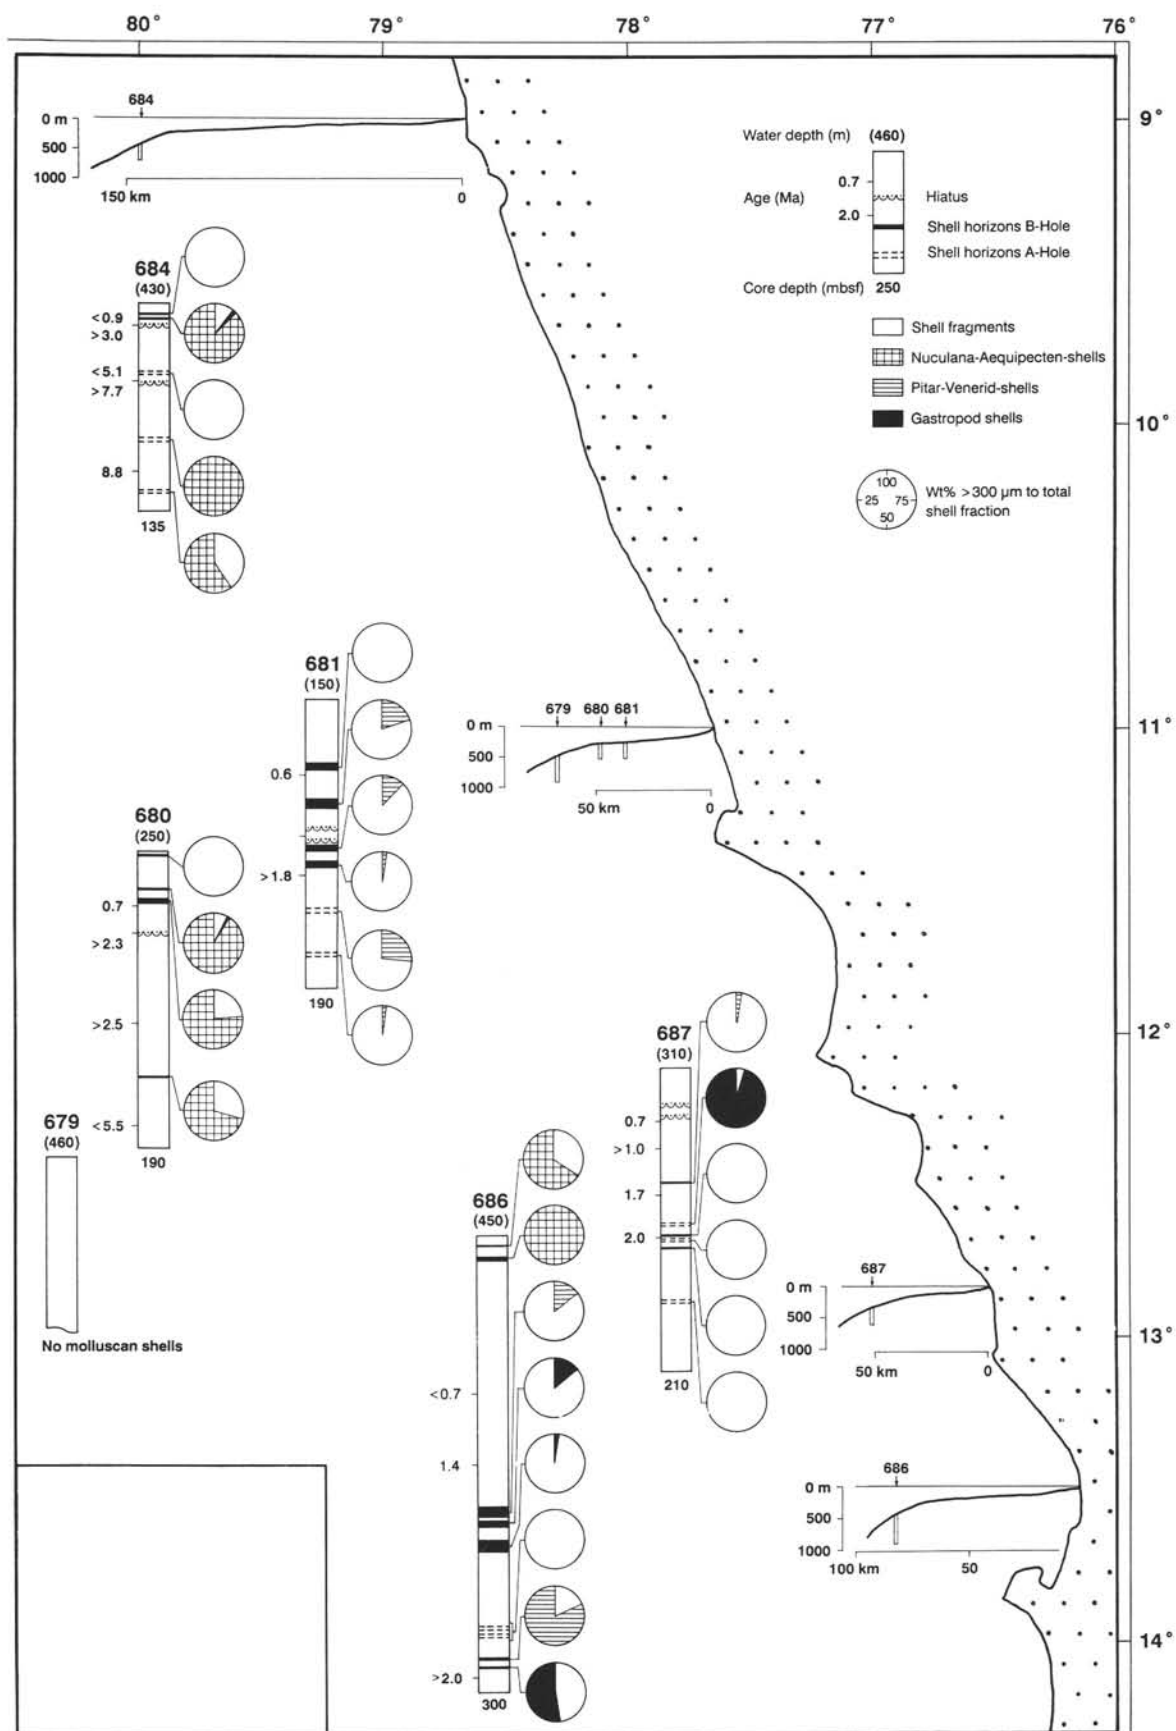 80° 79° 78° 77° 76°
9°
10°
11°
12°
13°
14°
684
0 m
500
1000
150 km 0
Water depth (m) (460)
0.7
Age (Ma)
2.0
Hiatus
Shell horizons B-Hole
Shell horizons A-Hole
Core depth (mbsf) 250
Shell fragments
Nuculana-Aequipecten-shells
Pitar-Venerid-shells
Gastropod shells
100
25 75
50
Wt% >300 µm to total
shell fraction
684
(430)
<0.9
>3.0
<5.1
>7.7
8.8
135
681
(150)
0.6
>1.8
190
679 680 681
0 m
500
1000
50 km 0
680
(250)
0.7
>2.3
>2.5
<5.5
190
679
(460)
No molluscan shells
687
(310)
0.7
>1.0
1.7
2.0
210
687
0 m
500
1000
50 km 0
686
(450)
<0.7
1.4
>2.0
300
686
0 m
500
1000
100 km 50